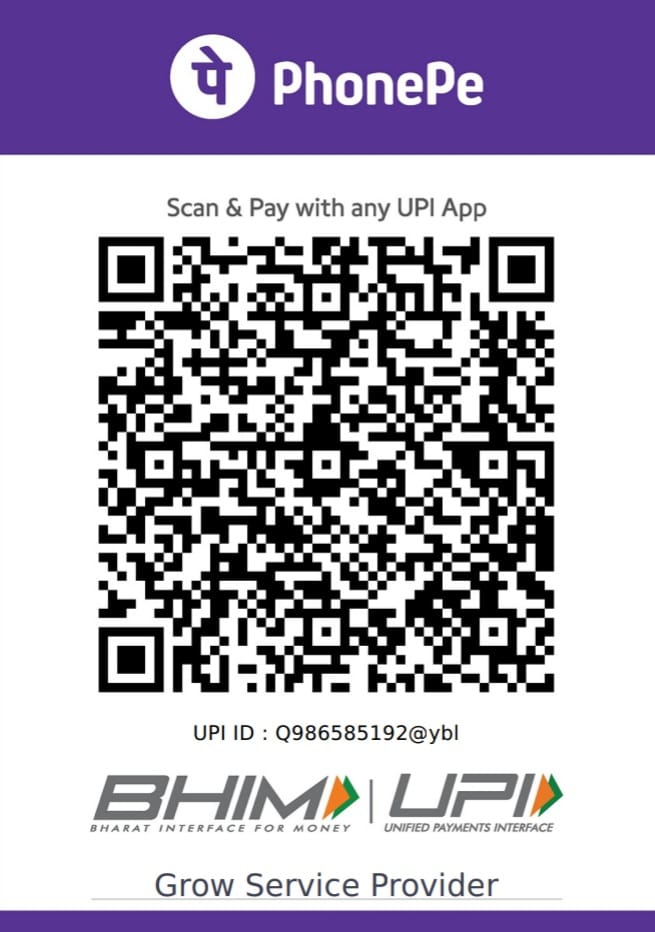 पे PhonePe
Scan & Pay with any UPI App
UPI ID : Q986585192@ybl
BHIM UPI
BHARAT INTERFACE FOR MONEY UNIFIED PAYMENTS INTERFACE
Grow Service Provider